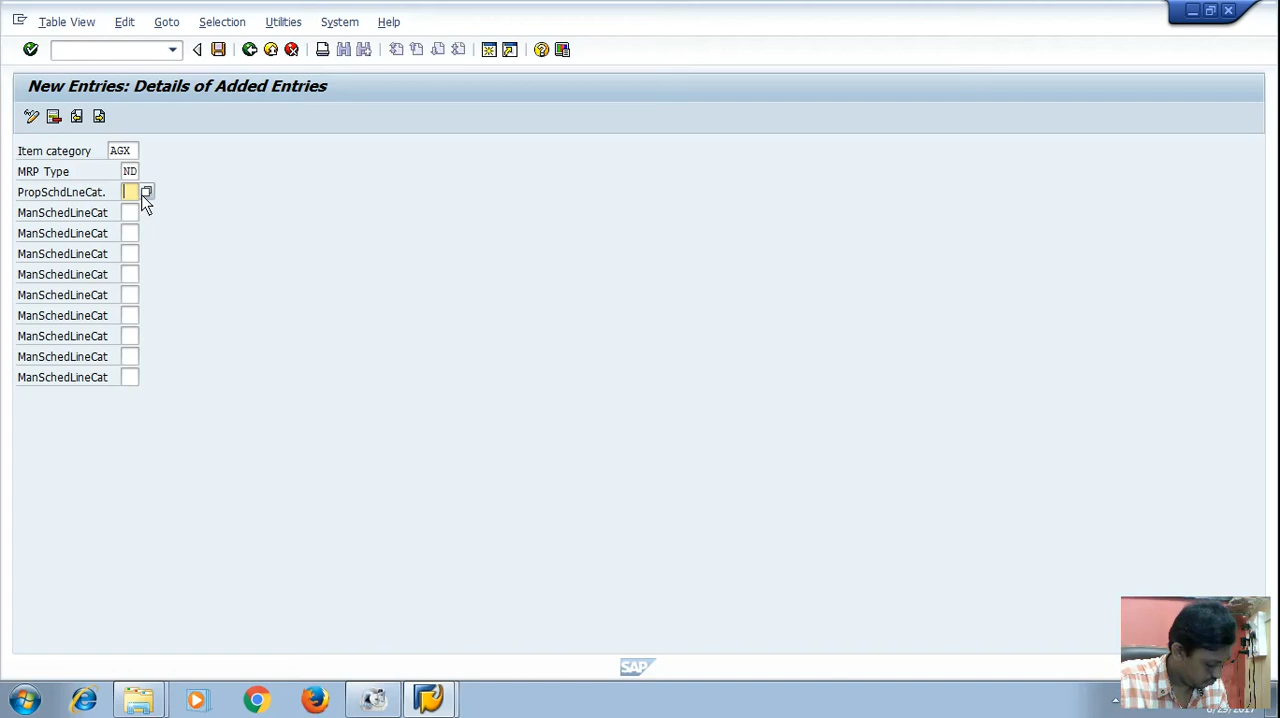 Table View Edit Goto Selection Utilities System Help
New Entries: Details of Added Entries
Item category AGX
MRP Type ND
PropSchdLneCat.
ManSchedLineCat
ManSchedLineCat
ManSchedLineCat
ManSchedLineCat
ManSchedLineCat
ManSchedLineCat
ManSchedLineCat
ManSchedLineCat
ManSchedLineCat
SAP